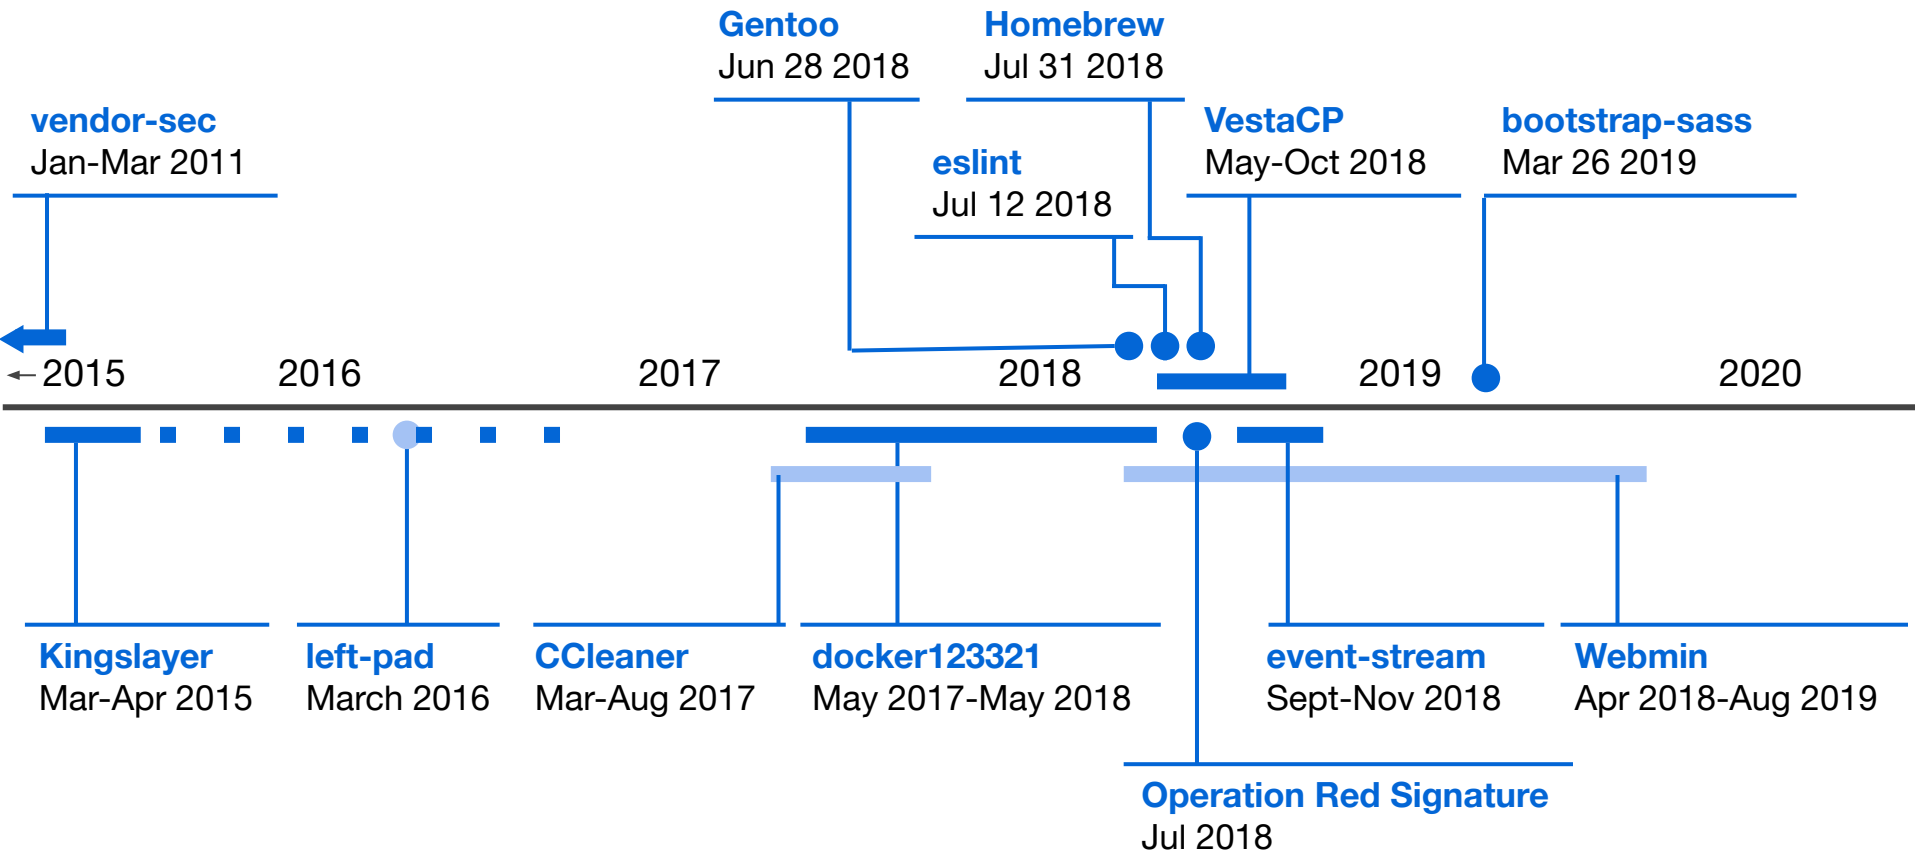 Gentoo
Jun 28 2018
Homebrew
Jul 31 2018
vendor-sec
Jan-Mar 2011
eslint
Jul 12 2018
VestaCP
May-Oct 2018
bootstrap-sass
Mar 26 2019
2015 2016 2017 2018 2019 2020
Kingslayer
Mar-Apr 2015
left-pad
March 2016
CCleaner
Mar-Aug 2017
docker123321
May 2017-May 2018
event-stream
Sept-Nov 2018
Webmin
Apr 2018-Aug 2019
Operation Red Signature
Jul 2018